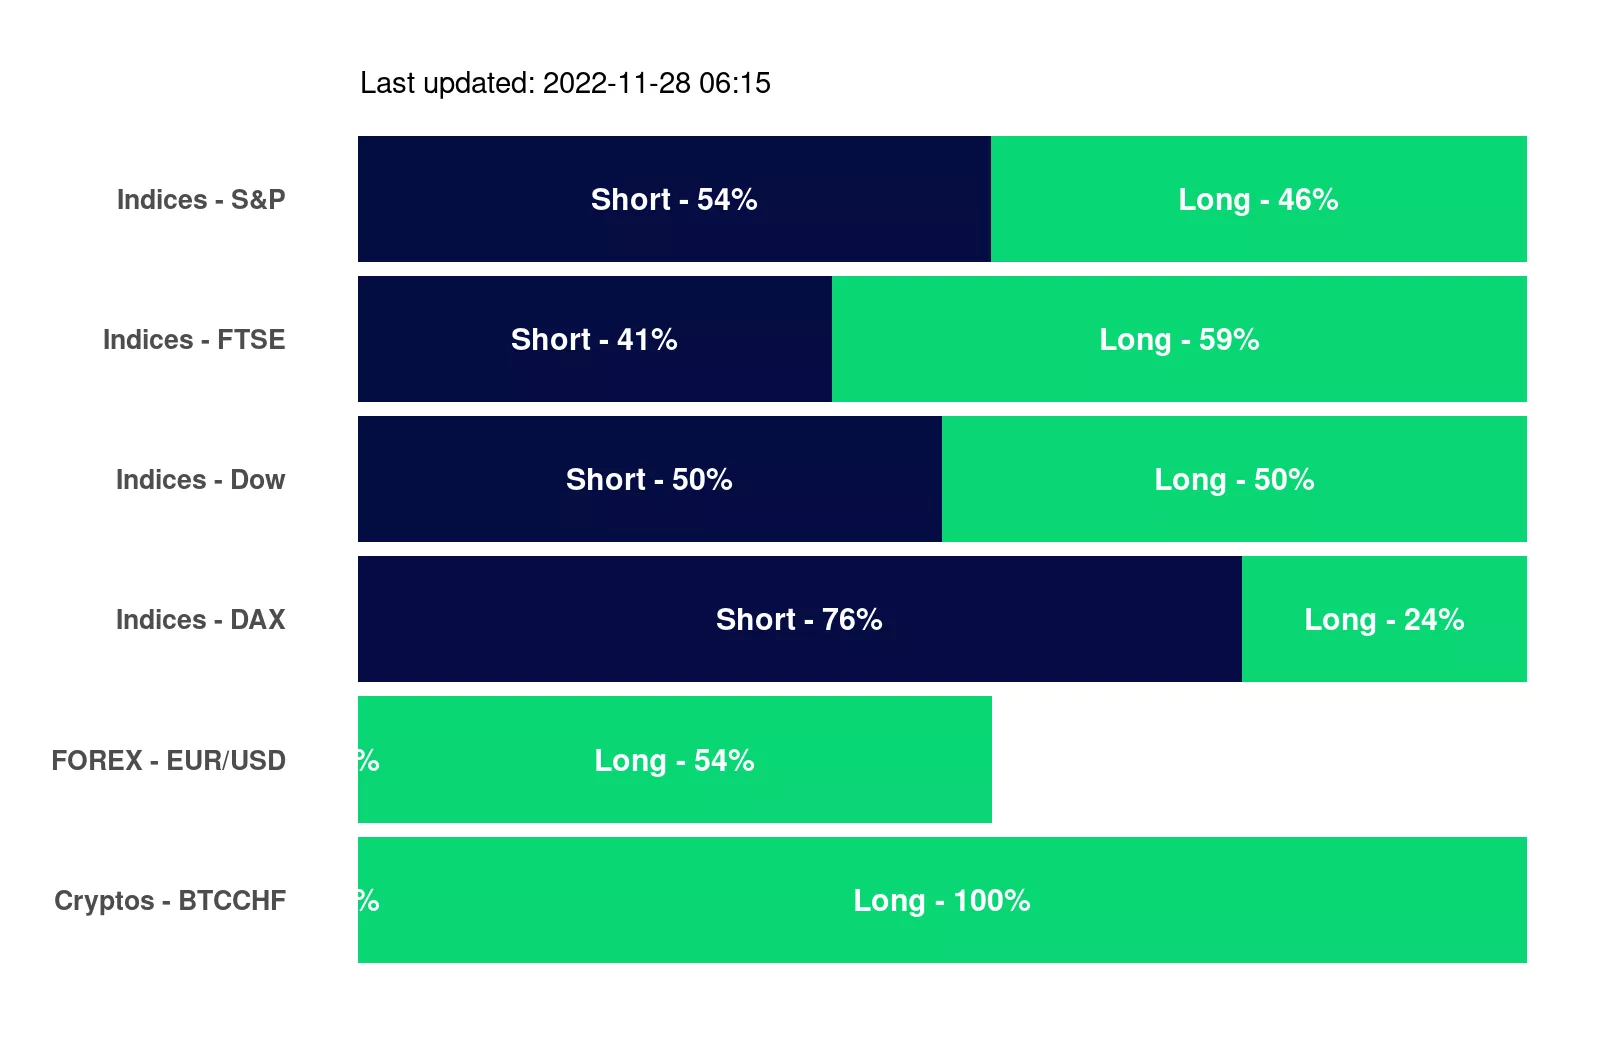 Last updated: 2022-11-28 06:15
Indices - S&P
Short - 54%
Long - 46%
Indices - FTSE
Short - 41%
Long - 59%
Indices - Dow
Short - 50%
Long - 50%
Indices - DAX
Short - 76%
Long - 24%
FOREX - EUR/USD
%
Long - 54%
Cryptos - BTCCHF
%
Long - 100%